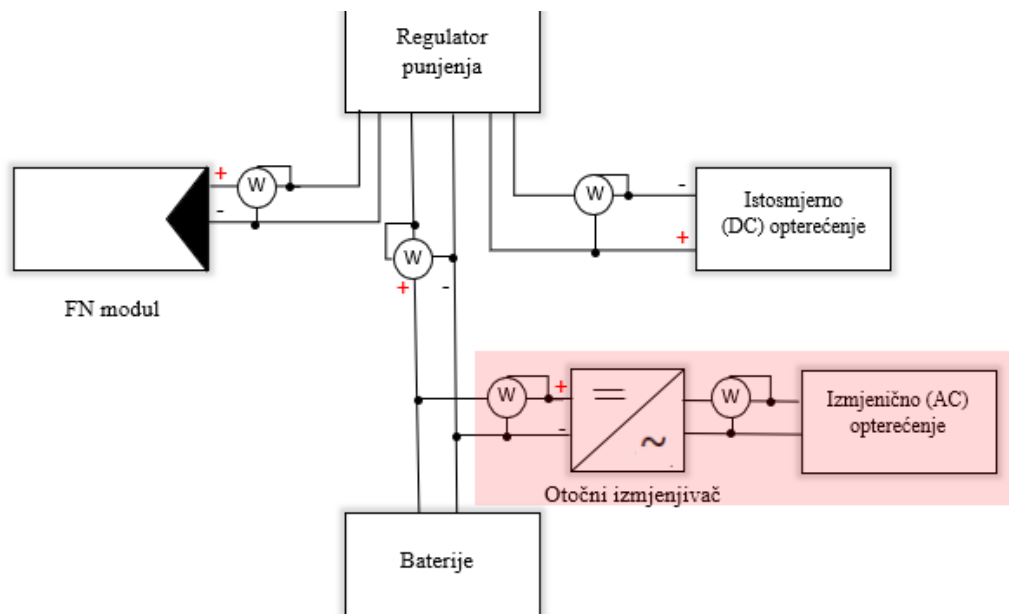 Regulator
punjenja
+
W
-
FN modul
W
-
+
Istosmjerno
(DC) opterećenje
W
+
-
W
+
-
=
~
W
Izmjenično (AC)
opterećenje
Otočni izmjenjivač
Baterije